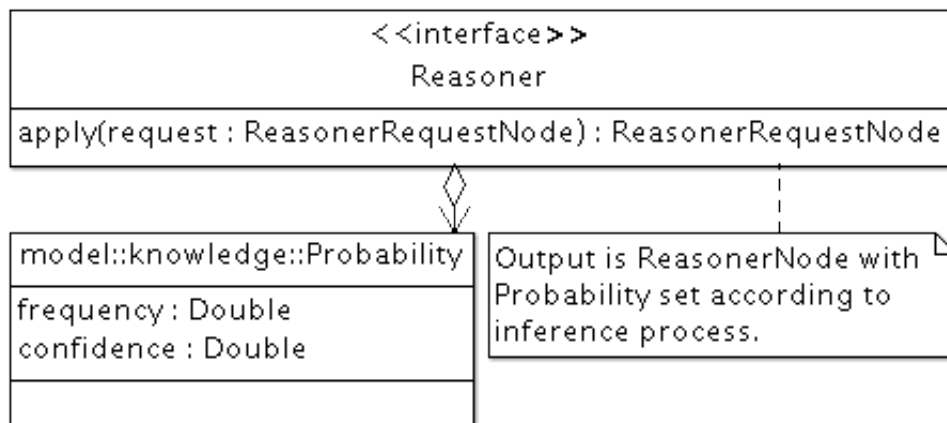 <<interface>>
Reasoner
apply(request : ReasonerRequestNode) : ReasonerRequestNode
model::knowledge::Probability
frequency : Double
confidence : Double
Output is ReasonerNode with
Probability set according to
inference process.